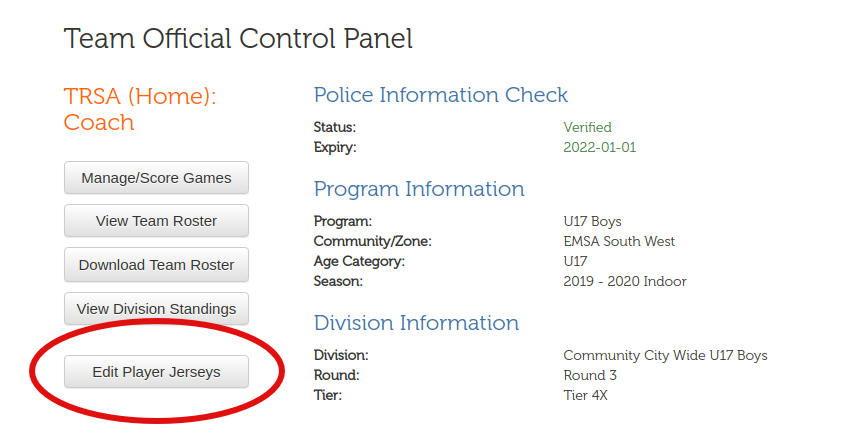 Team Official Control Panel
TRSA (Home):
Coach
Manage/Score Games
View Team Roster
Download Team Roster
View Division Standings
Edit Player Jerseys
Police Information Check
Status: Verified
Expiry: 2022-01-01
Program Information
Program: U17 Boys
Community/Zone: EMSA South West
Age Category: U17
Season: 2019 - 2020 Indoor
Division Information
Division: Community City Wide U17 Boys
Round: Round 3
Tier: Tier 4X